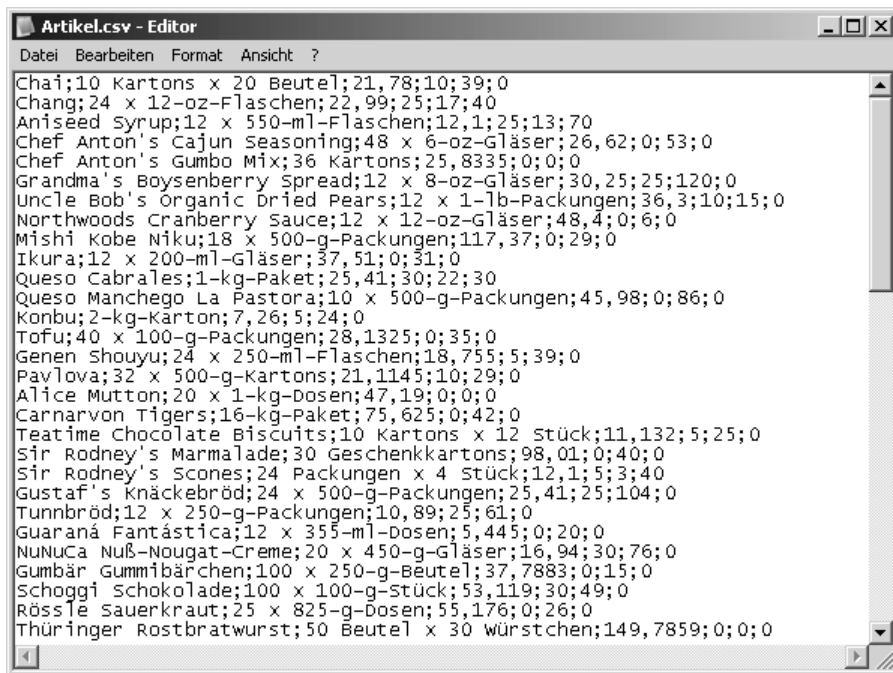 Artikel.csv - Editor
Datei Bearbeiten Format Ansicht ?
Chai;10 Kartons x 20 Beutel;21,78;10;39;0
Chang;24 x 12-oz-Flaschen;22,99;25;17;40
Aniseed Syrup;12 x 550-ml-Flaschen;12,1;25;13;70
Chef Anton's Cajun Seasoning;48 x 6-oz-Gläser;26,62;0;53;0
Chef Anton's Gumbo Mix;36 Kartons;25,8335;0;0;0
Grandma's Boysenberry Spread;12 x 8-oz-Gläser;30,25;25;120;0
Uncle Bob's Organic Dried Pears;12 x 1-lb-Packungen;36,3;10;15;0
Northwoods Cranberry Sauce;12 x 12-oz-Gläser;48,4;0;6;0
Mishi Kobe Niku;18 x 500-g-Packungen;117,37;0;29;0
Ikura;12 x 200-ml-Gläser;37,51;0;31;0
Queso Cabrales;1-kg-Paket;25,41;30;22;30
Queso Manchego La Pastora;10 x 500-g-Packungen;45,98;0;86;0
Konbu;2-kg-Karton;7,26;5;24;0
Tofu;40 x 100-g-Packungen;28,1325;0;35;0
Genen Shouyu;24 x 250-ml-Flaschen;18,755;5;39;0
Pavlova;32 x 500-g-Kartons;21,1145;10;29;0
Alice Mutton;20 x 1-kg-Dosen;47,19;0;0;0
Carnarvon Tigers;16-kg-Paket;75,625;0;42;0
Teatime Chocolate Biscuits;10 Kartons x 12 Stück;11,132;5;25;0
Sir Rodney's Marmalade;30 Geschenkkartons;98,01;0;40;0
Sir Rodney's Scones;24 Packungen x 4 Stück;12,1;5;3;40
Gustaf's Knäckebröd;24 x 500-g-Packungen;25,41;25;104;0
Tunnbröd;12 x 250-g-Packungen;10,89;25;61;0
Guaraná Fantástica;12 x 355-ml-Dosen;5,445;0;20;0
NuNuCa Nuß-Nougat-Creme;20 x 450-g-Gläser;16,94;30;76;0
Gumbär Gummibärchen;100 x 250-g-Beutel;37,7883;0;15;0
Schoggi Schokolade;100 x 100-g-Stück;53,119;30;49;0
Rössle Sauerkraut;25 x 825-g-Dosen;55,176;0;26;0
Thüringer Rostbratwurst;50 Beutel x 30 Würstchen;149,7859;0;0;0